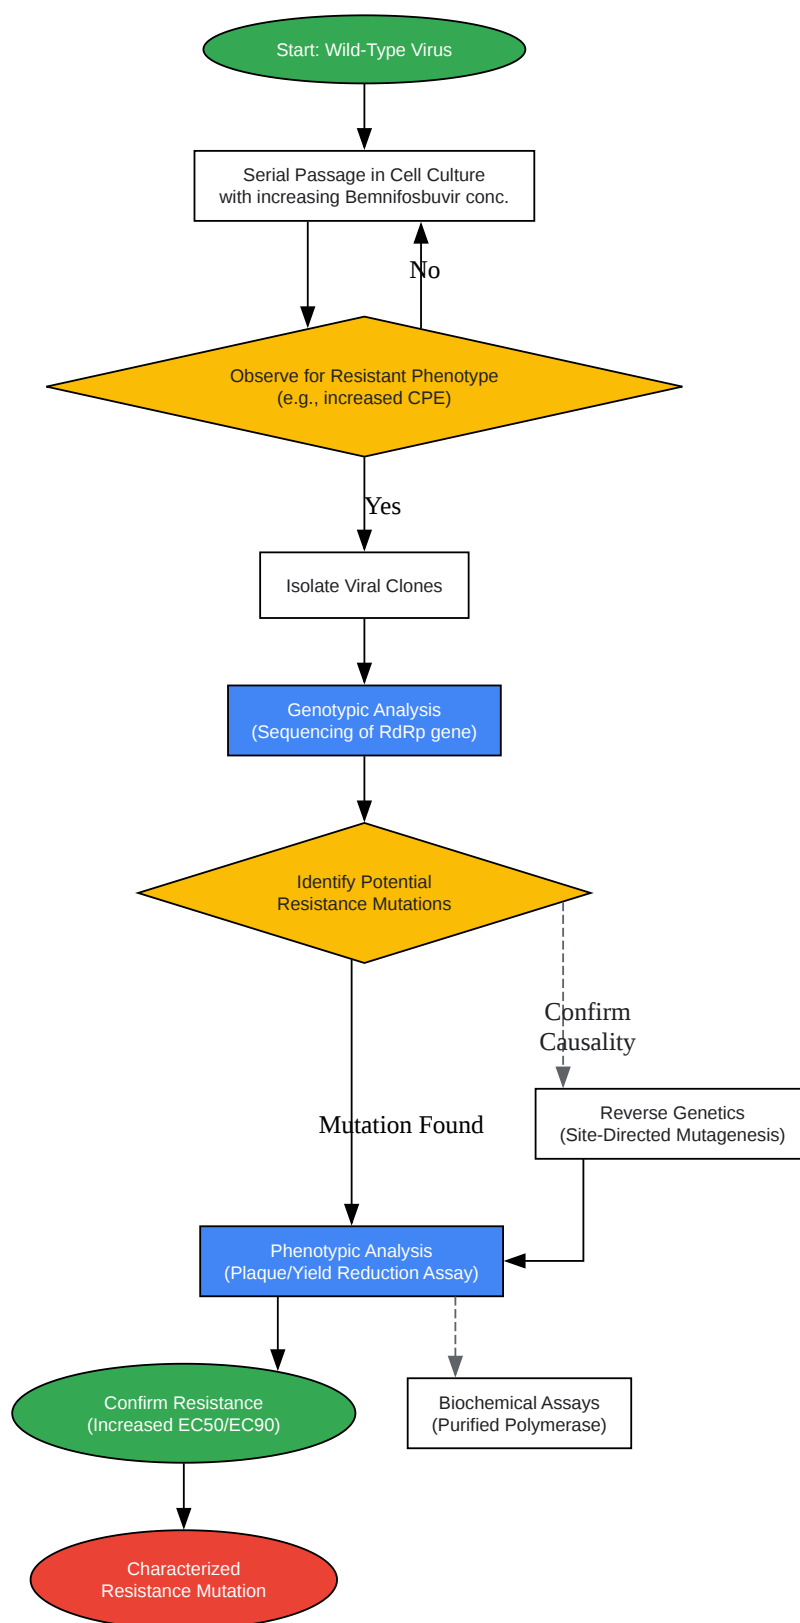 Start: Wild-Type Virus
Serial Passage in Cell Culture
with increasing Bemnifosbuvir conc.
No
Observe for Resistant Phenotype
(e.g., increased CPE)
Yes
Isolate Viral Clones
Genotypic Analysis
(Sequencing of RdRp gene)
Identify Potential
Resistance Mutations
Confirm
Causality
Reverse Genetics
(Site-Directed Mutagenesis)
Mutation Found
Phenotypic Analysis
(Plaque/Yield Reduction Assay)
Confirm Resistance
(Increased EC50/EC90)
Biochemical Assays
(Purified Polymerase)
Characterized
Resistance Mutation